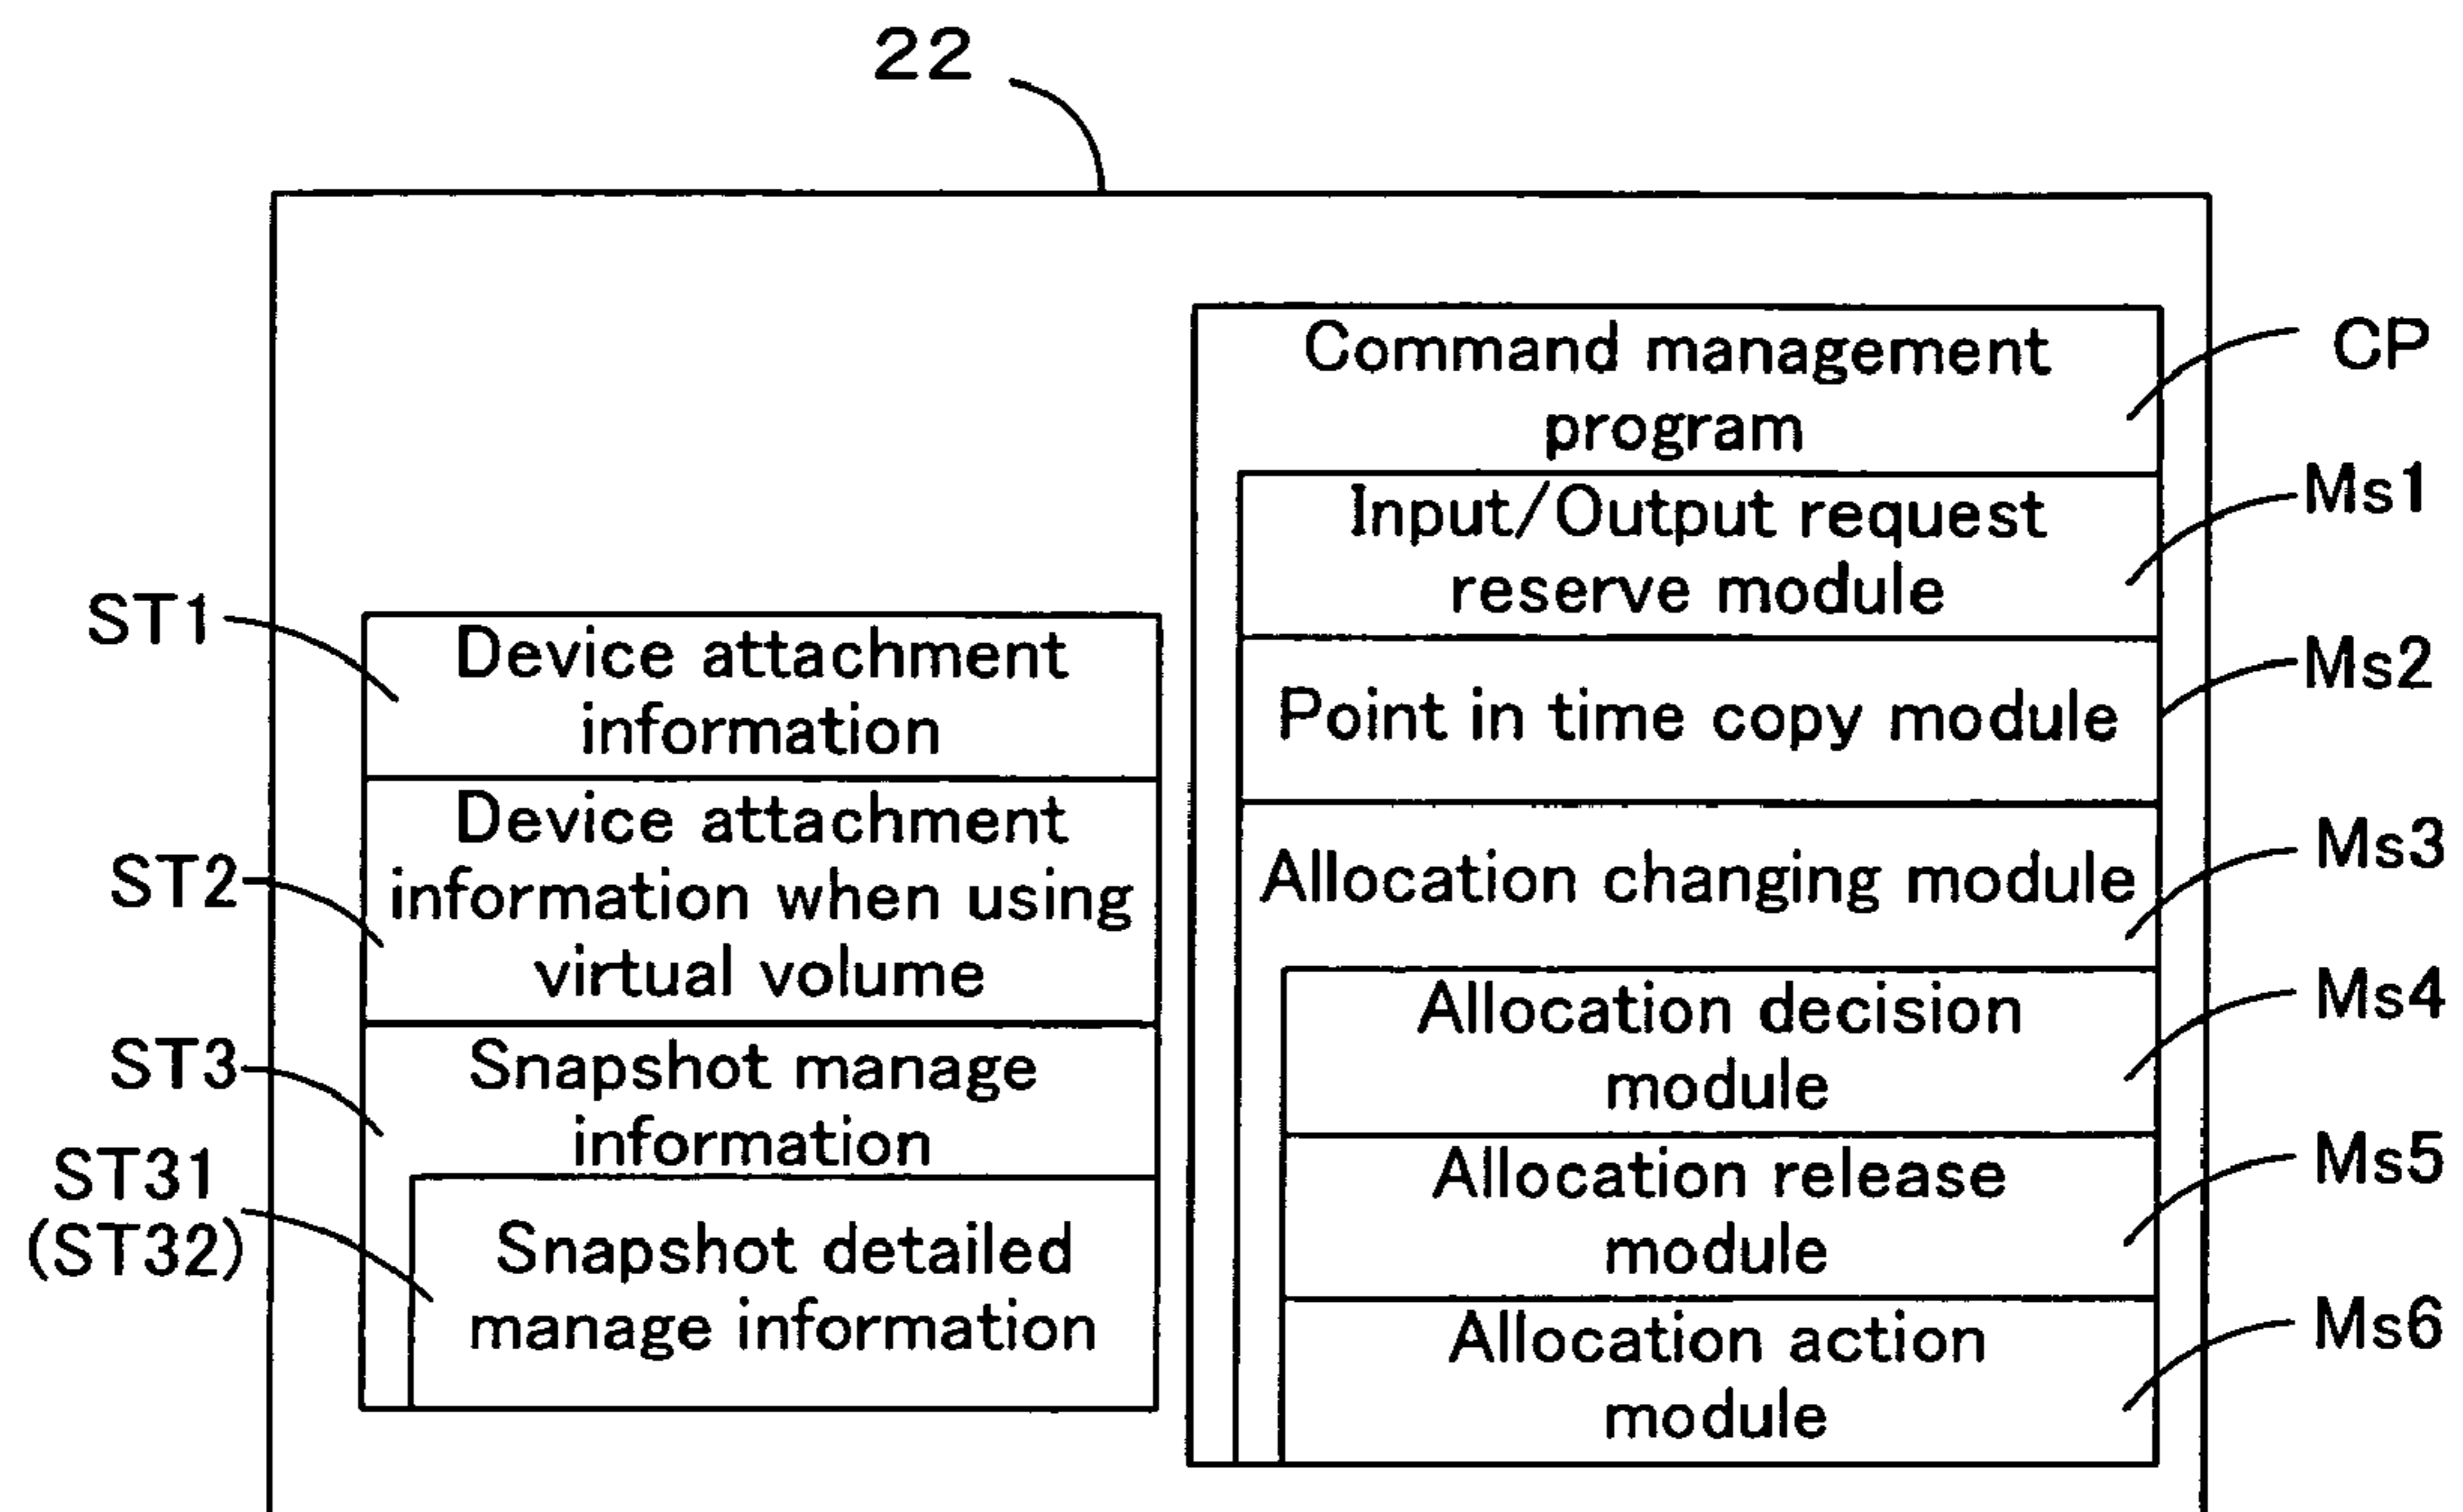 22
Command management
program
CP
Input/Output request
reserve module
Ms1
Point in time copy module
Ms2
Allocation changing module
Ms3
Allocation decision
module
Ms4
Allocation release
module
Ms5
Allocation action
module
Ms6
ST1
Device attachment
information
ST2
Device attachment
information when using
virtual volume
ST3
Snapshot manage
information
ST31
(ST32)
Snapshot detailed
manage information